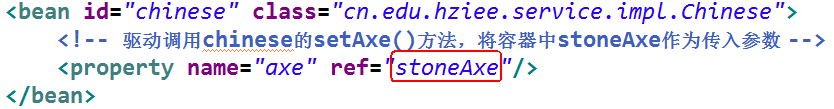 <bean id="chinese" class="cn.edu.hziee.service.impl.Chinese">
<!-- 驱动调用chinese的setAxe()方法，将容器中stoneAxe作为传入参数 -->
<property name="axe" ref="stoneAxe"/>
</bean>